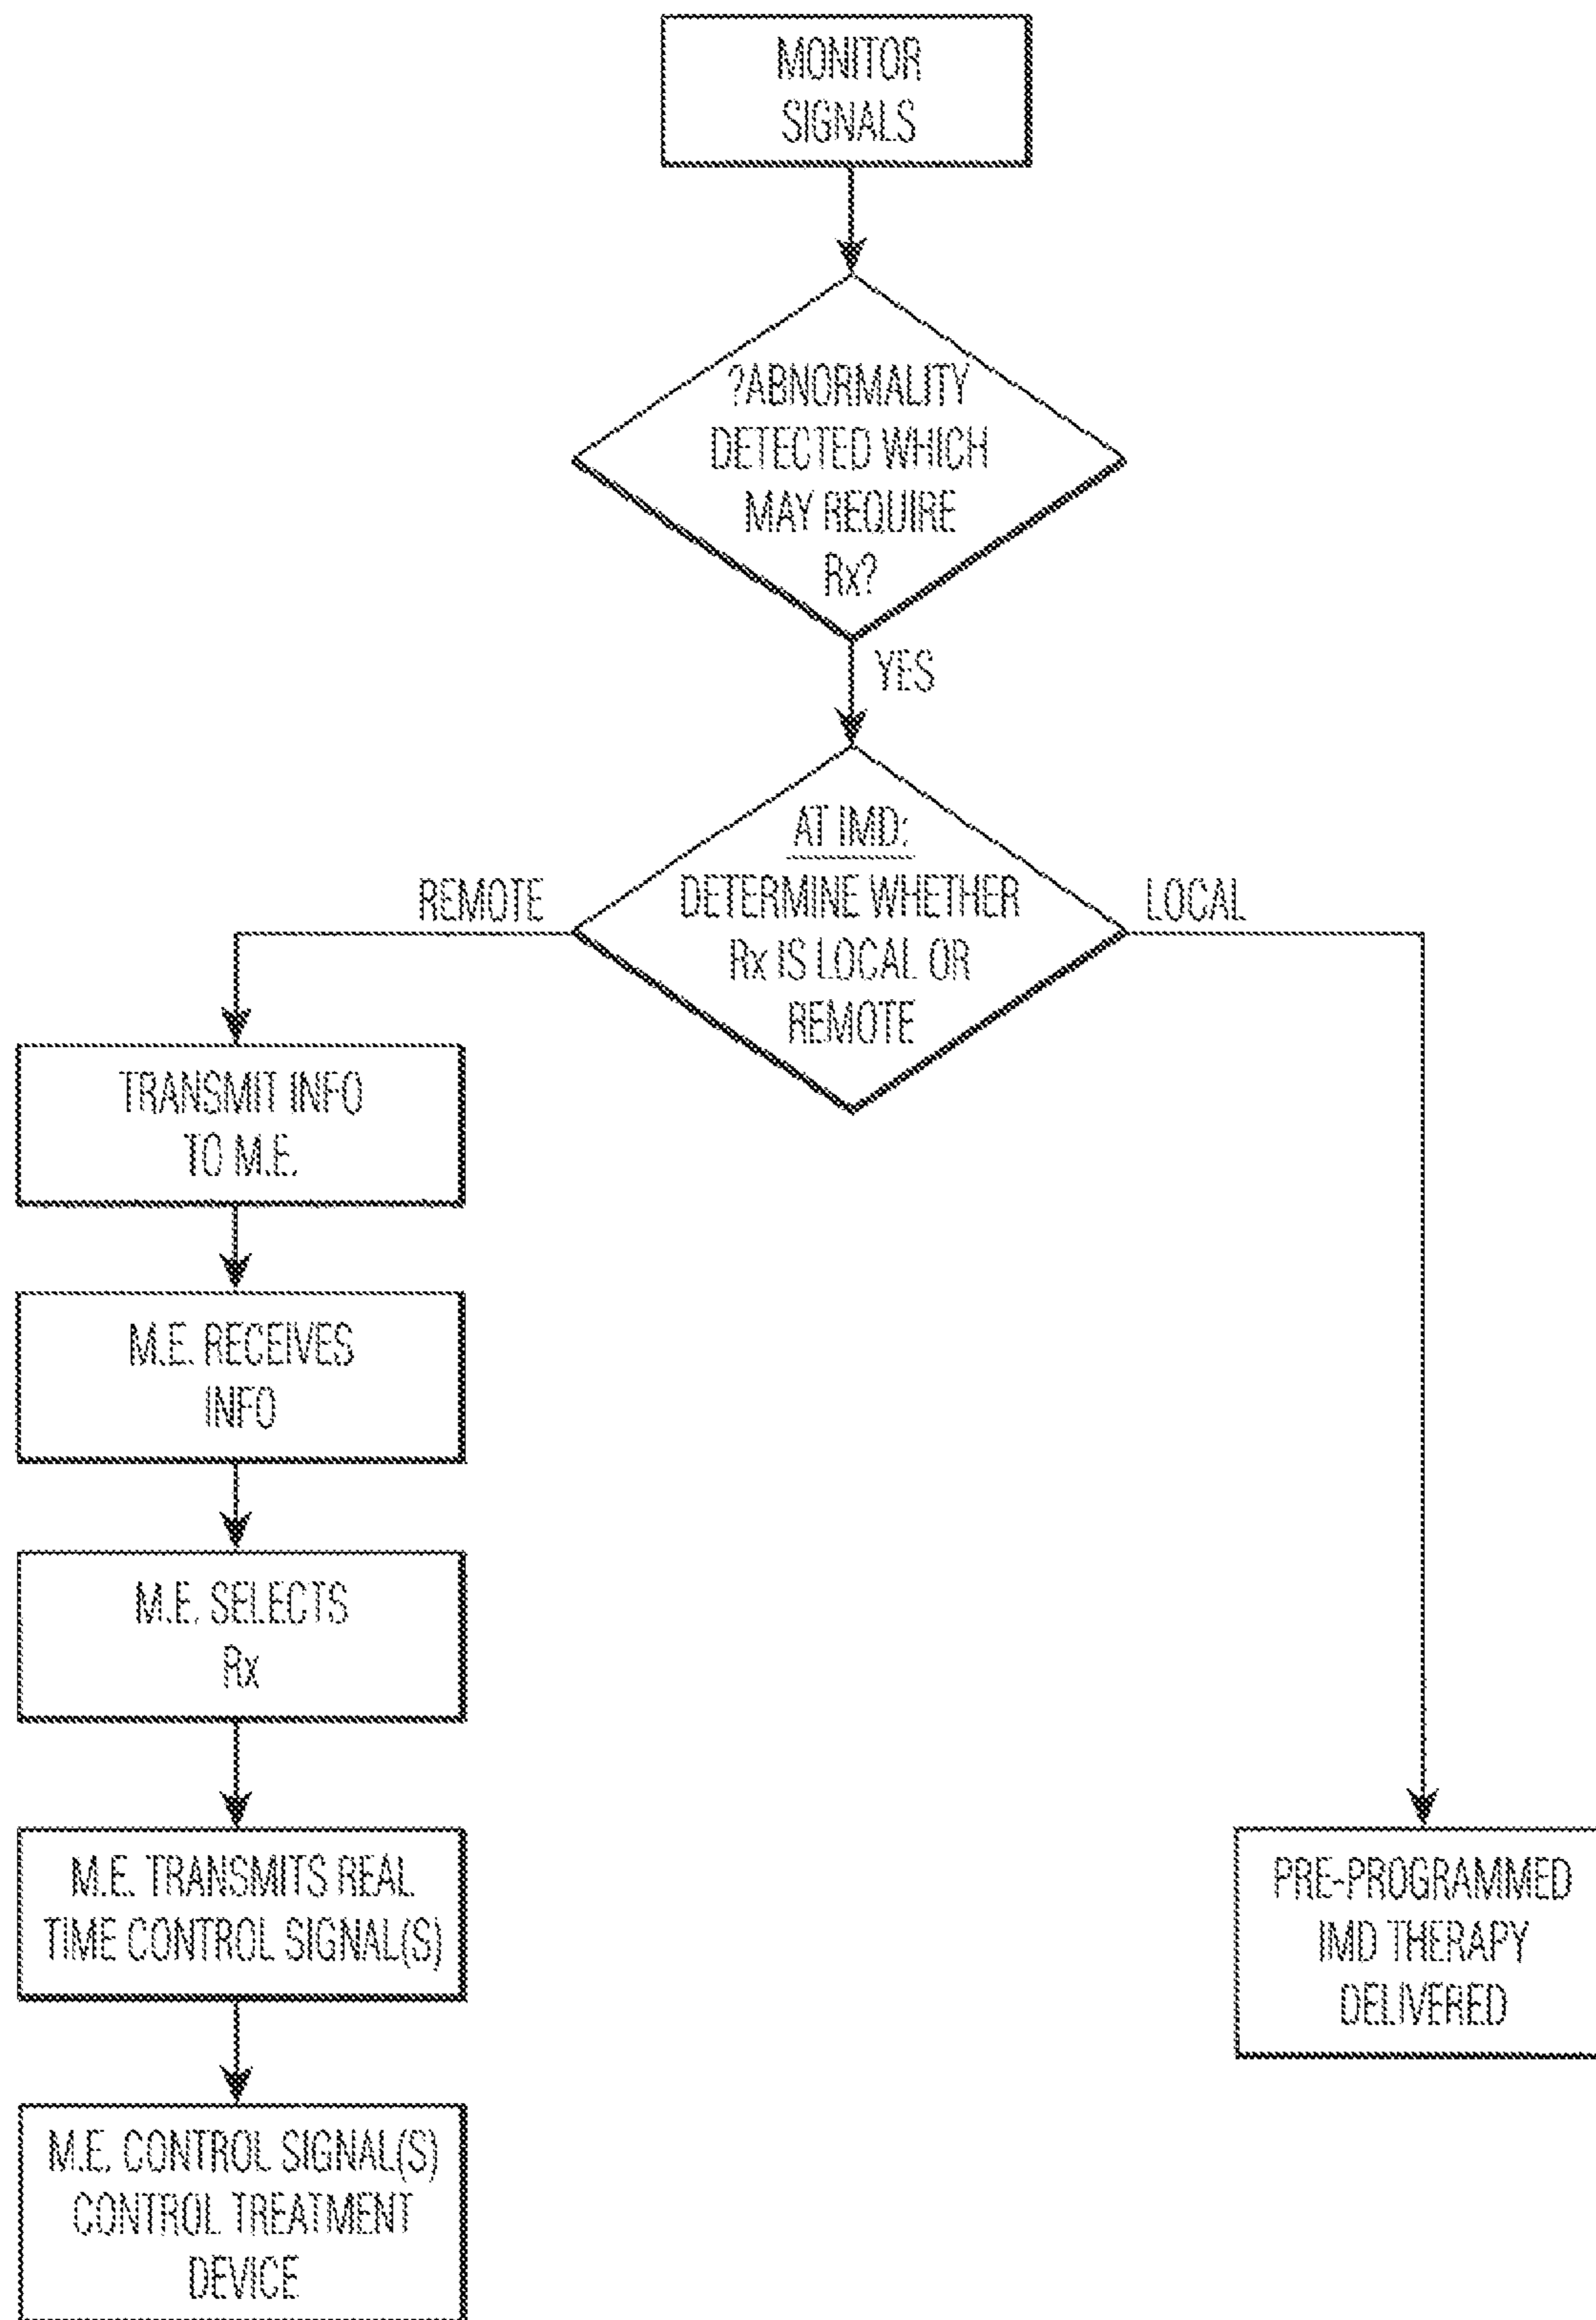 MONITOR
SIGNALS
?ABNORMALITY
DETECTED WHICH
MAY REQUIRE
Rx?
YES
AT IMD:
DETERMINE WHETHER
Rx IS LOCAL OR
REMOTE
REMOTE
LOCAL
TRANSMIT INFO
TO M.E.
M.E. RECEIVES
INFO
M.E. SELECTS
Rx
M.E. TRANSMITS REAL
TIME CONTROL SIGNAL(S)
M.E. CONTROL SIGNAL(S)
CONTROL TREATMENT
DEVICE
PRE-PROGRAMMED
IMD THERAPY
DELIVERED